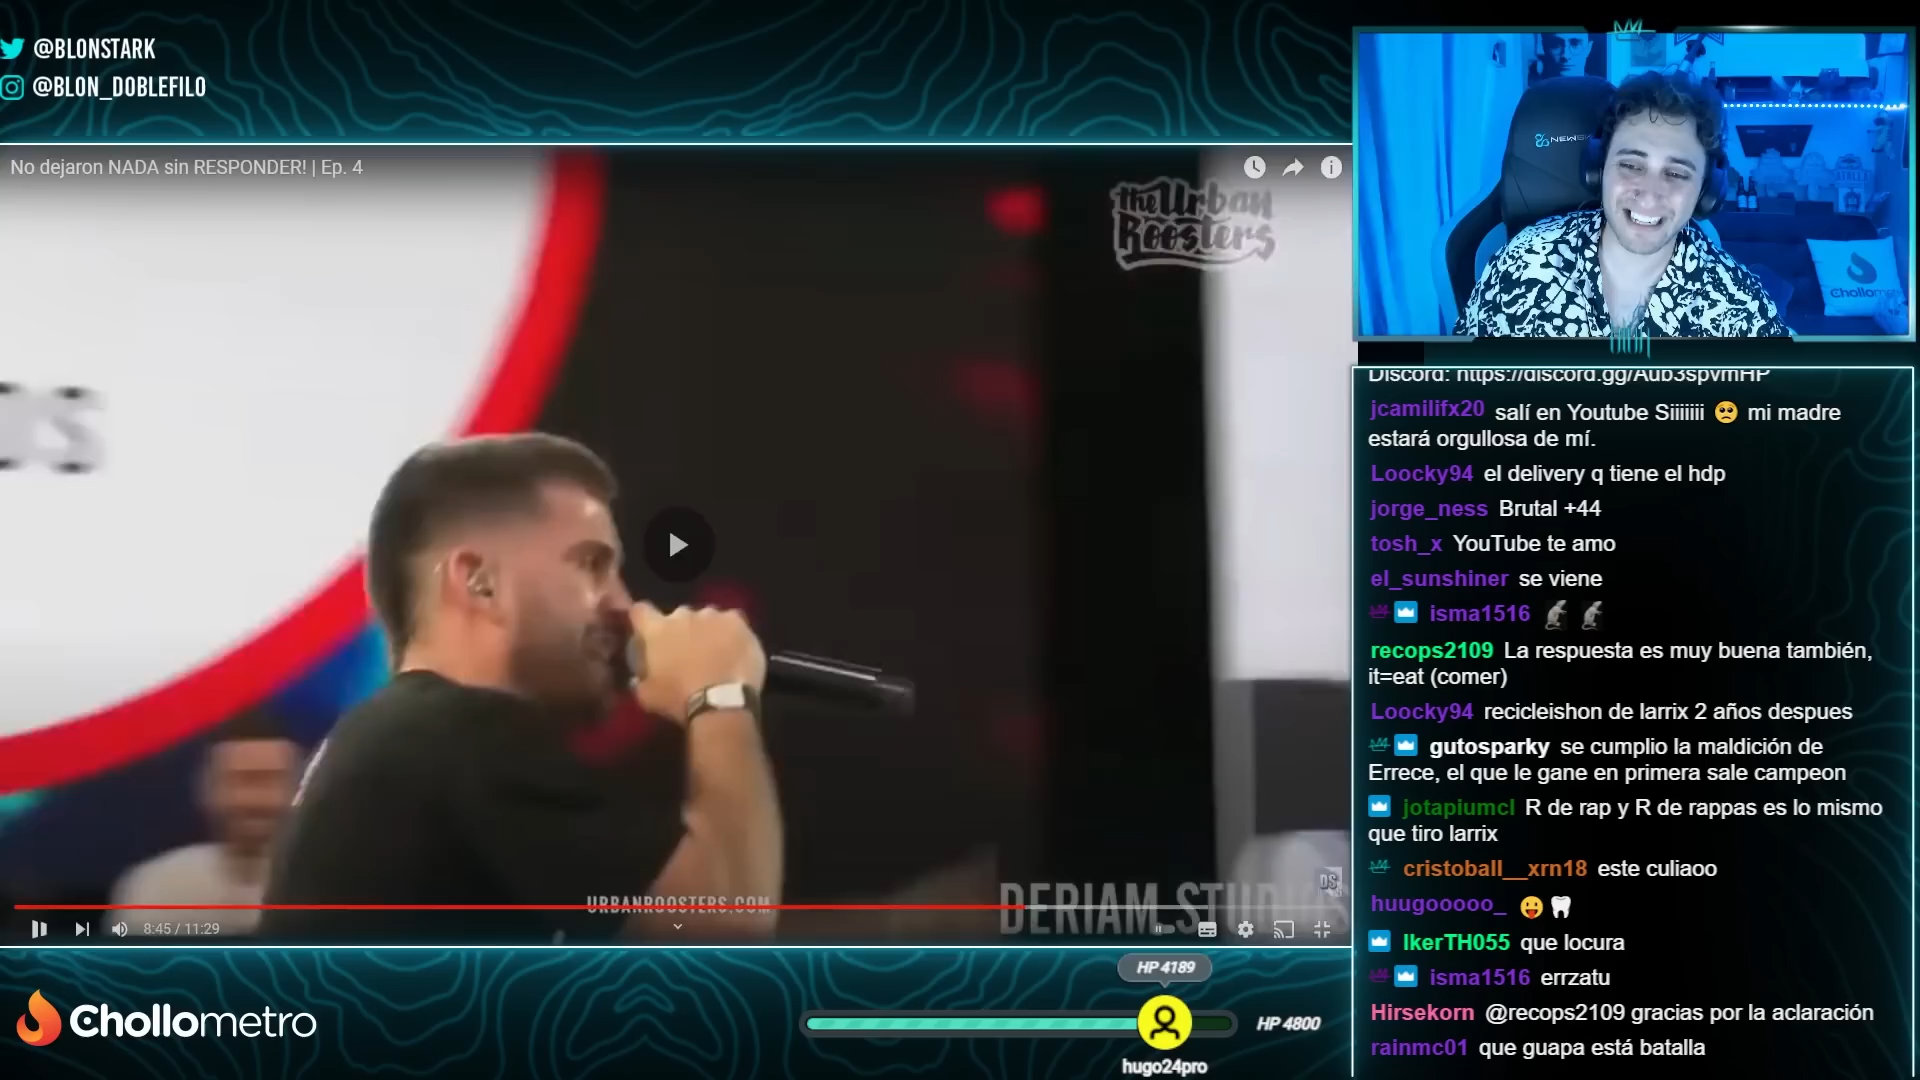 @BLONSTARK
@BLON_DOBLEFILO
No dejaron NADA sin RESPONDER! | Ep. 4
the Urban
Roosters
URBANROOSTERS.COM
DERIAM_STUDIOS
DS
8:45 / 11:29
Chollometro
HP 4189
HP 4800
hugo24pro
Discord: https://discord.gg/Aub3spvmHP
jcamilifx20 salí en Youtube Siiiiiii 🥺 mi madre
estará orgullosa de mí.
Loocky94 el delivery q tiene el hdp
jorge_ness Brutal +44
tosh_x YouTube te amo
el_sunshiner se viene
isma1516
recops2109 La respuesta es muy buena también,
it=eat (comer)
Loocky94 recicleishon de larrix 2 años despues
gutosparky se cumplio la maldición de
Errece, el que le gane en primera sale campeon
jotapiumcl R de rap y R de rappas es lo mismo
que tiro larrix
cristoball__xrn18 este culiaoo
huugooooo_ 😛🦷
IkerTH055 que locura
isma1516 errzatu
Hirsekorn @recops2109 gracias por la aclaración
rainmc01 que guapa está batalla